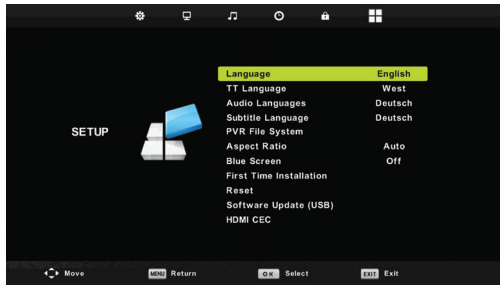 Language English
TT Language West
Audio Languages Deutsch
Subtitle Language Deutsch
SETUP
PVR File System
Aspect Ratio Auto
Blue Screen Off
First Time Installation
Reset
Software Update (USB)
HDMI CEC
Move MENU Return OK Select EXIT Exit